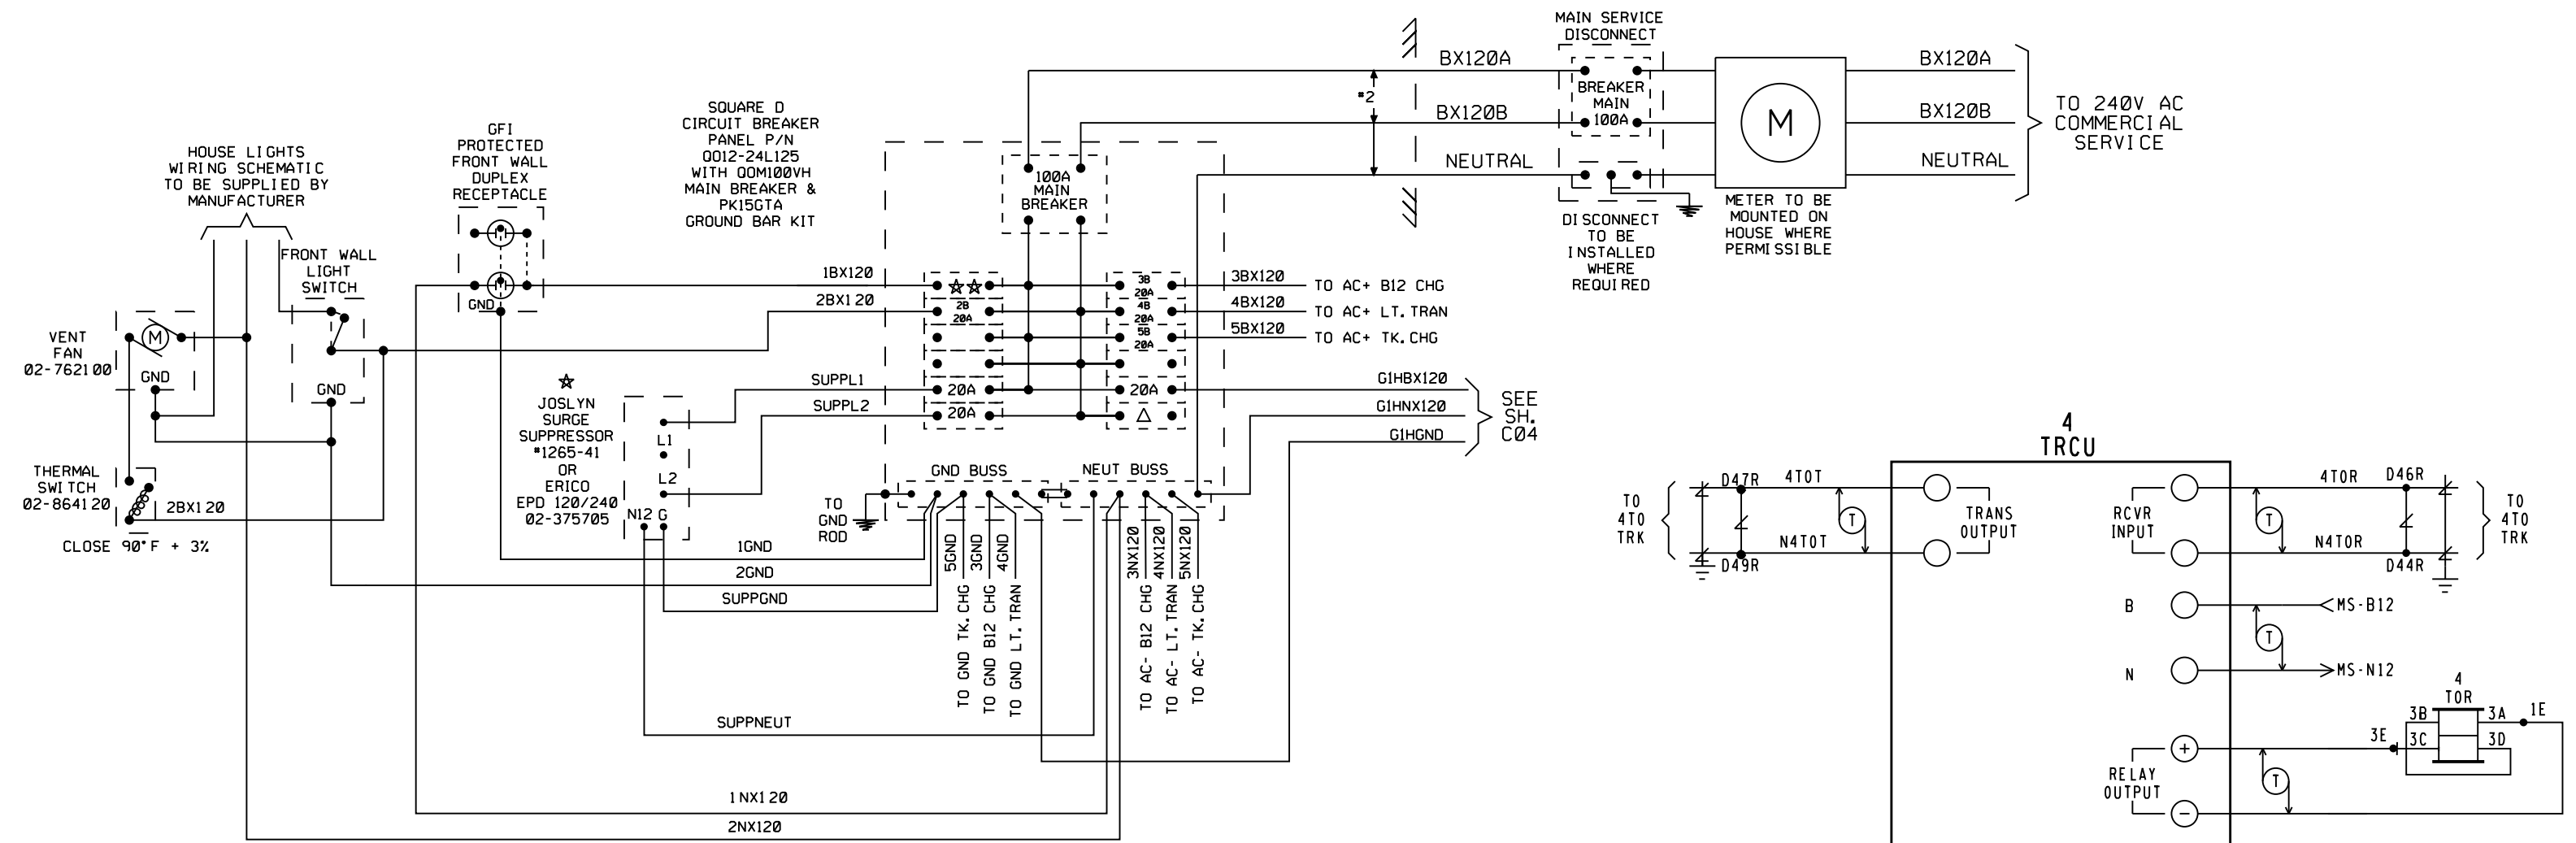 HOUSE LIGHTS
WIRING SCHEMATIC
TO BE SUPPLIED BY
MANUFACTURER
GFI
PROTECTED
FRONT WALL
DUPLEX
RECEPTACLE
GND
SQUARE D
CIRCUIT BREAKER
PANEL P/N
QO12-24L125
WITH QOM100VH
MAIN BREAKER &
PK15GTA
GROUND BAR KIT
FRONT WALL
LIGHT
SWITCH
GND
VENT
FAN
02-762100
M
GND
THERMAL
SWITCH
02-864120
2BX120
CLOSE 90°F + 3%
☆
JOSLYN
SURGE
SUPPRESSOR
#1265-41
OR
ERICO
EPD 120/240
02-375705
L1
L2
N12 G
1BX120
2BX120
SUPPL1
SUPPL2
100A
MAIN
BREAKER
☆☆
2B
20A
20A
20A
3B
20A
4B
20A
5B
20A
20A
△
3BX120
TO AC+ B12 CHG
4BX120
TO AC+ LT.TRAN
5BX120
TO AC+ TK.CHG
G1HBX120
G1HNX120
G1HGND
SEE
SH.
C04
GND BUSS
NEUT BUSS
TO
GND
ROD
1GND
2GND
SUPPGND
SUPPNEUT
1NX120
2NX120
5GND
TO GND TK.CHG
3GND
TO GND B12 CHG
4GND
TO GND LT.TRAN
3NX120
TO AC- B12 CHG
4NX120
TO AC- LT.TRAN
5NX120
TO AC- TK.CHG
#2
BX120A
BX120B
NEUTRAL
MAIN SERVICE
DISCONNECT
BREAKER
MAIN
100A
DISCONNECT
TO BE
INSTALLED
WHERE
REQUIRED
M
METER TO BE
MOUNTED ON
HOUSE WHERE
PERMISSIBLE
BX120A
BX120B
NEUTRAL
TO 240V AC
COMMERCIAL
SERVICE
4
TRCU
TO
4TO
TRK
D47R
D49R
4TOT
N4TOT
T
TRANS
OUTPUT
RCVR
INPUT
4TOR
N4TOR
T
D46R
D44R
TO
4TO
TRK
B
N
T
MS-B12
MS-N12
RELAY
OUTPUT
+
−
T
4
TOR
3B
3A
1E
3E
3C
3D